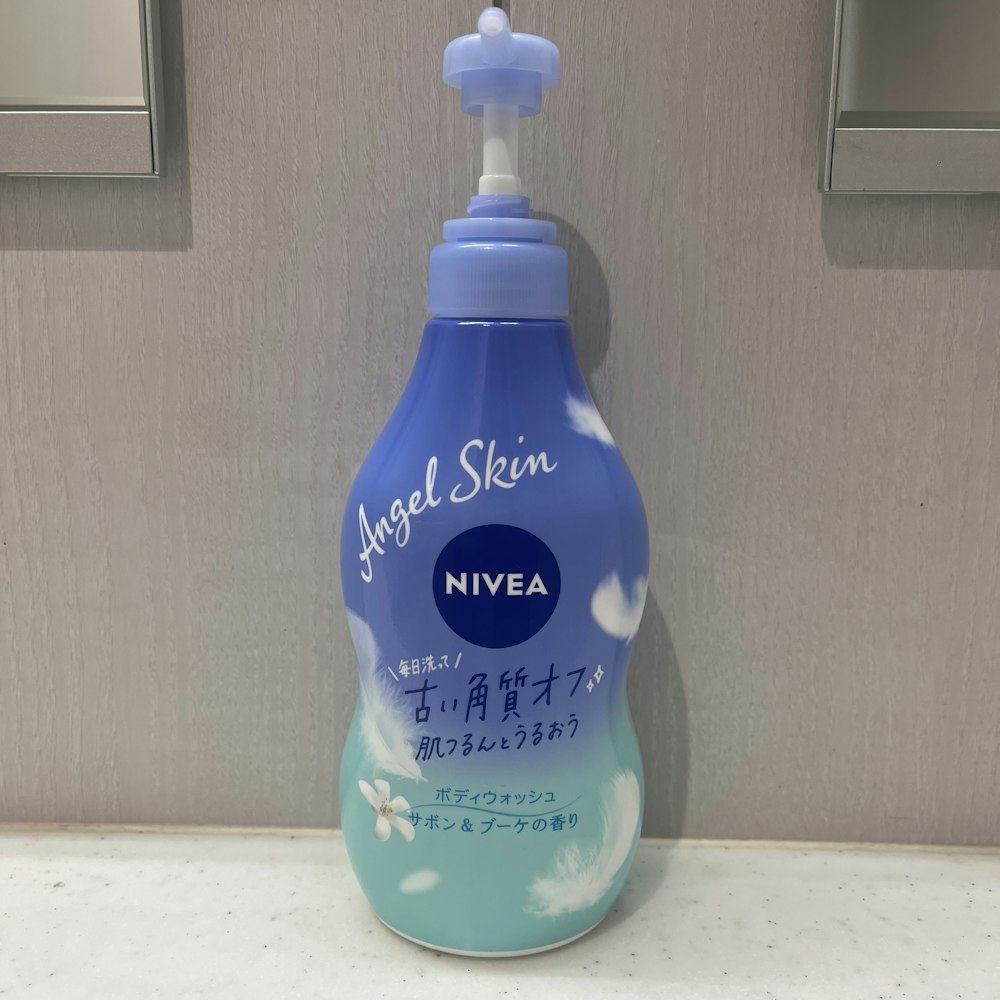 Angel Skin
NIVEA
\毎日洗って/
古い角質オフ
肌つるんとうるおう
ボディウォッシュ
サボン&ブーケの香り